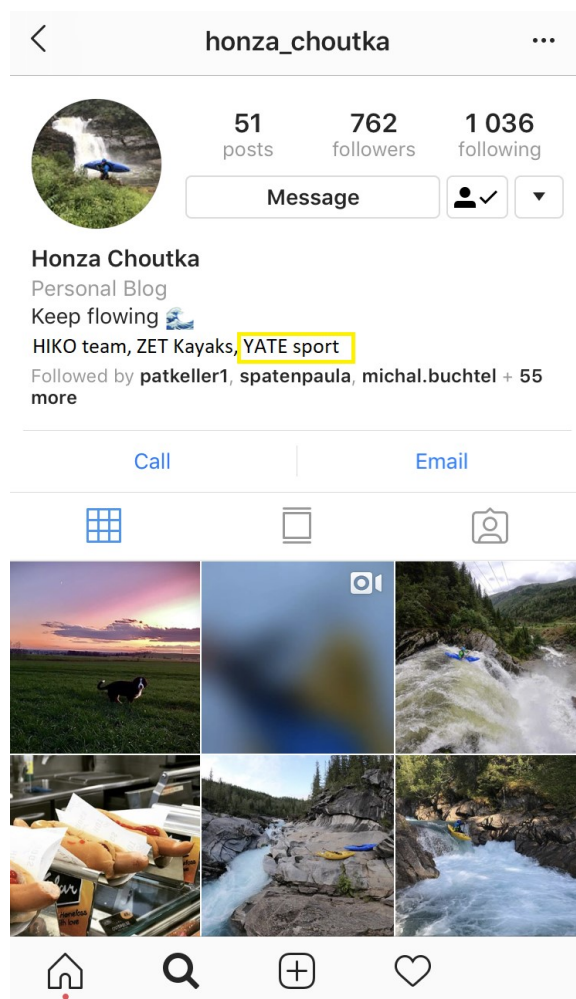 honza_choutka
51 762 1 036
posts followers following
Message
Honza Choutka
Personal Blog
Keep flowing 🌊
HIKO team, ZET Kayaks, YATE sport
Followed by patkeller1, spatenpaula, michal.buchtel + 55
more
Call Email